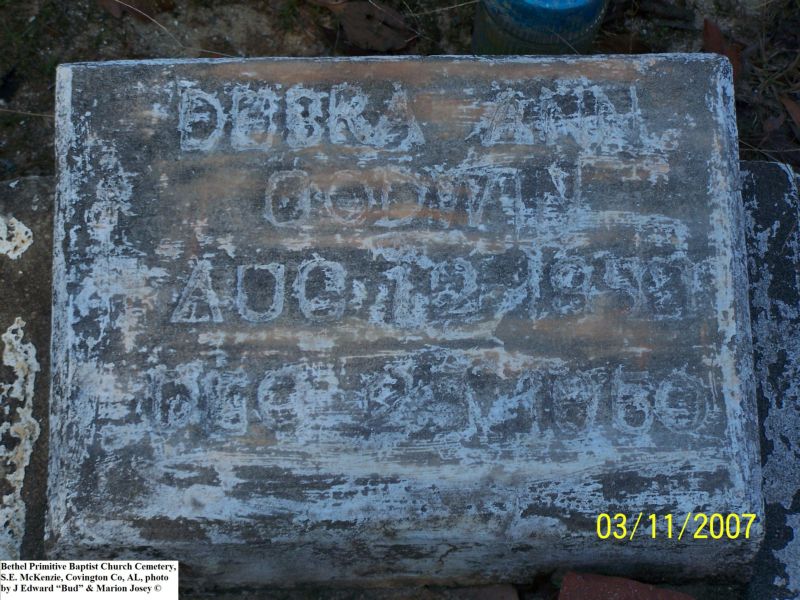 DEBRA ANN
GODWIN
AUG. 12, 1959
DEC. 1960
03/11/2007
Bethel Primitive Baptist Church Cemetery,
S.E. McKenzie, Covington Co, AL, photo
by J Edward “Bud” & Marion Josey ©